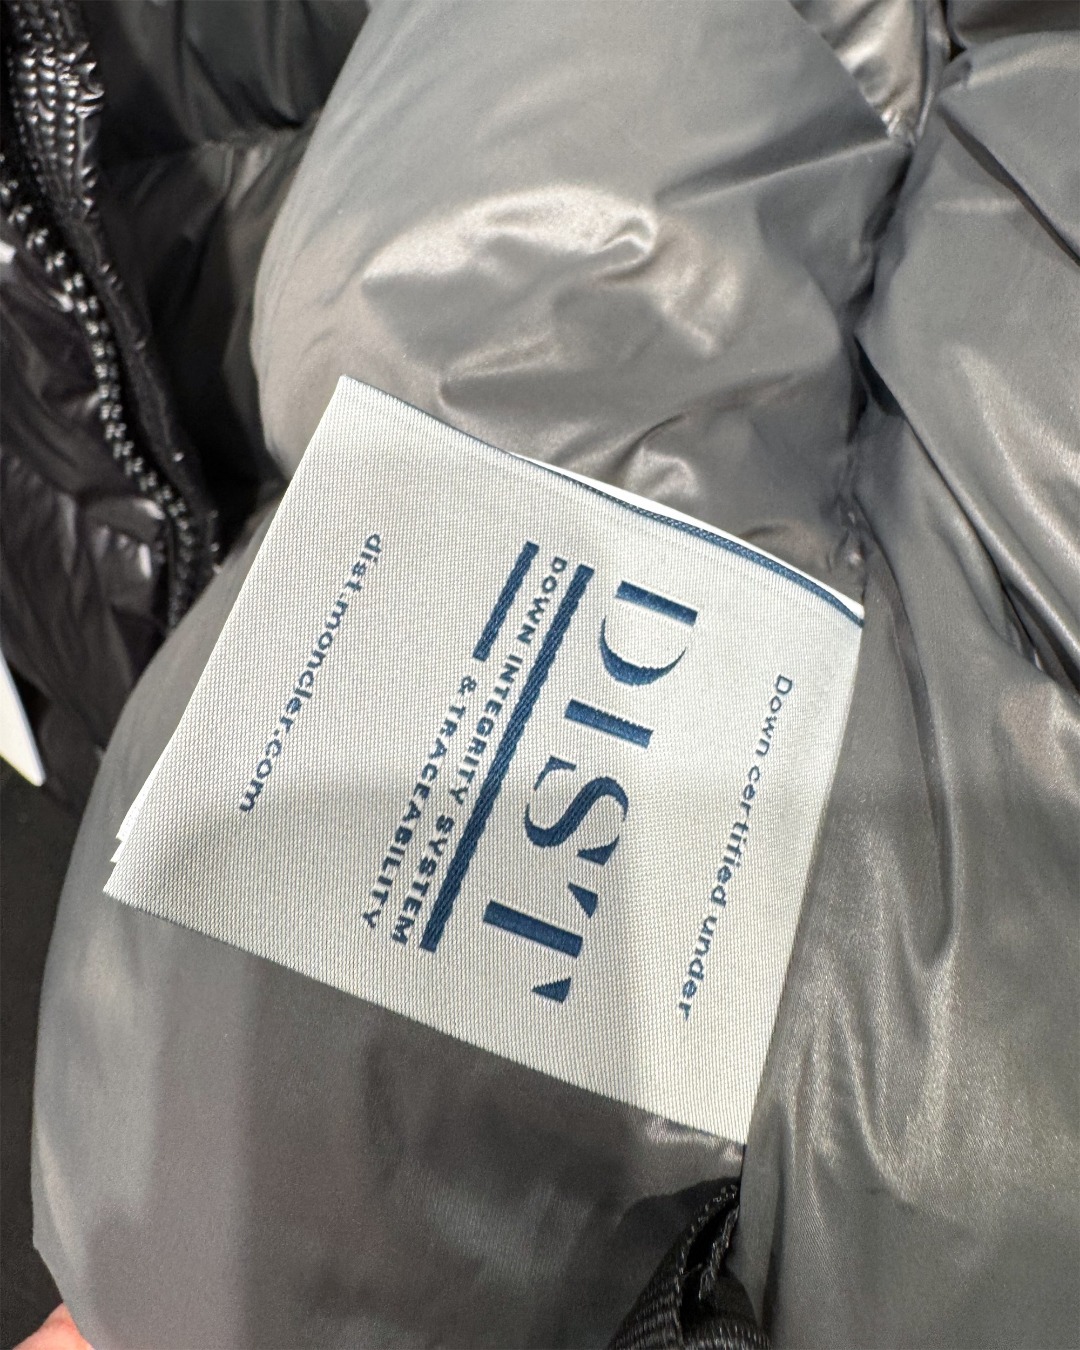 Down certified under
DIST
DOWN INTEGRITY SYSTEM
& TRACEABILITY
dist.moncler.com